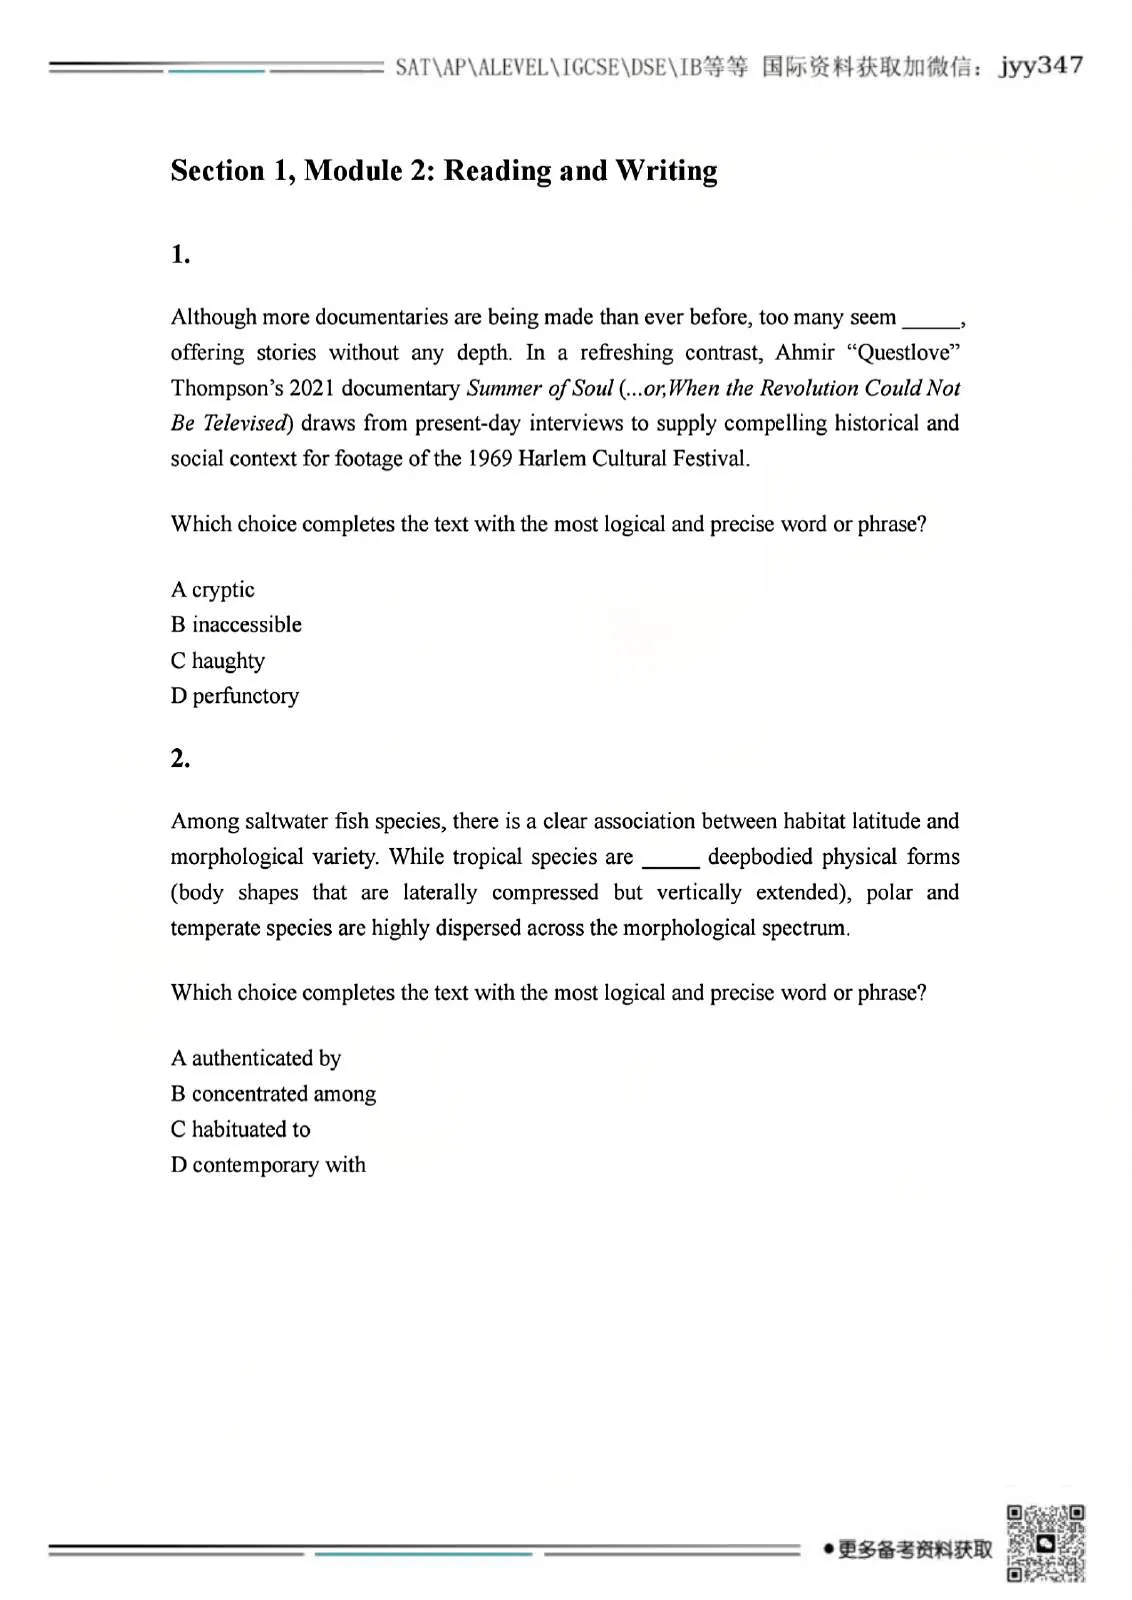 SAT\AP\ALEVEL\IGCSE\DSE\IB等等 国际资料获取加微信：jyy347
Section 1, Module 2: Reading and Writing
1.
Although more documentaries are being made than ever before, too many seem _____,
offering stories without any depth. In a refreshing contrast, Ahmir “Questlove”
Thompson’s 2021 documentary Summer of Soul (...or,When the Revolution Could Not
Be Televised) draws from present-day interviews to supply compelling historical and
social context for footage of the 1969 Harlem Cultural Festival.
Which choice completes the text with the most logical and precise word or phrase?
A cryptic
B inaccessible
C haughty
D perfunctory
2.
Among saltwater fish species, there is a clear association between habitat latitude and
morphological variety. While tropical species are _____ deepbodied physical forms
(body shapes that are laterally compressed but vertically extended), polar and
temperate species are highly dispersed across the morphological spectrum.
Which choice completes the text with the most logical and precise word or phrase?
A authenticated by
B concentrated among
C habituated to
D contemporary with
●更多备考资料获取